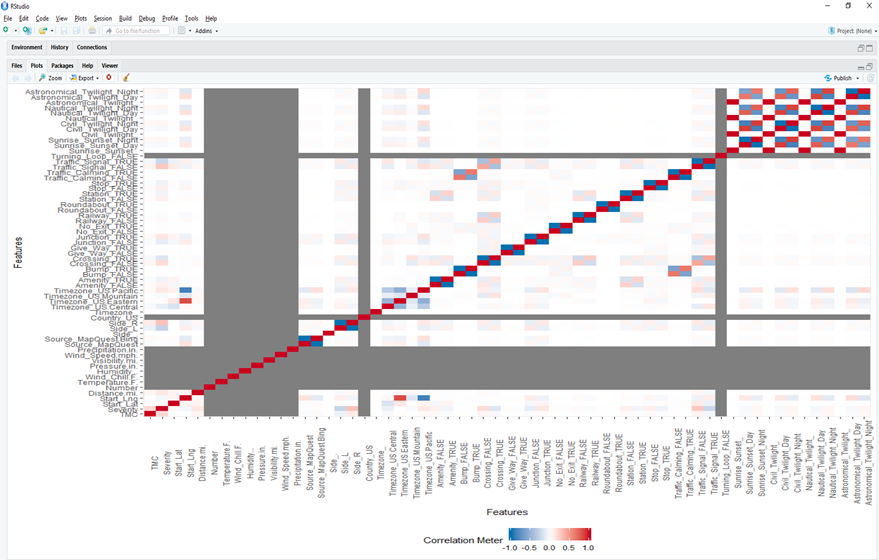 RStudio
File Edit Code View Plots Session Build Debug Profile Tools Help
Go to file/function
Addins
Project: (None)
Environment History Connections
Files Plots Packages Help Viewer
Zoom Export Publish
Features
Astronomical_Twilight_Night
Astronomical_Twilight_Day
Astronomical_Twilight_
Nautical_Twilight_Night
Nautical_Twilight_Day
Nautical_Twilight_
Civil_Twilight_Night
Civil_Twilight_Day
Civil_Twilight_
Sunrise_Sunset_Night
Sunrise_Sunset_Day
Sunrise_Sunset_
Turning_Loop_FALSE
Traffic_Signal_TRUE
Traffic_Signal_FALSE
Traffic_Calming_TRUE
Traffic_Calming_FALSE
Stop_TRUE
Stop_FALSE
Station_TRUE
Station_FALSE
Roundabout_TRUE
Roundabout_FALSE
Railway_TRUE
Railway_FALSE
No_Exit_TRUE
No_Exit_FALSE
Junction_TRUE
Junction_FALSE
Give_Way_TRUE
Give_Way_FALSE
Crossing_TRUE
Crossing_FALSE
Bump_TRUE
Bump_FALSE
Amenity_TRUE
Amenity_FALSE
Timezone_US.Pacific
Timezone_US.Mountain
Timezone_US.Eastern
Timezone_US.Central
Timezone_
Country_US
Side_R
Side_L
Side_
Source_MapQuest.Bing
Source_MapQuest
Precipitation.in.
Wind_Speed.mph.
Visibility.mi.
Pressure.in.
Humidity..
Wind_Chill.F.
Temperature.F.
Number
Distance.mi.
Start_Lng
Start_Lat
Severity
TMC
TMC
Severity
Start_Lat
Start_Lng
Distance.mi.
Number
Temperature.F.
Wind_Chill.F.
Humidity..
Pressure.in.
Visibility.mi.
Wind_Speed.mph.
Precipitation.in.
Source_MapQuest
Source_MapQuest.Bing
Side_
Side_L
Side_R
Country_US
Timezone_
Timezone_US.Central
Timezone_US.Eastern
Timezone_US.Mountain
Timezone_US.Pacific
Amenity_FALSE
Amenity_TRUE
Bump_FALSE
Bump_TRUE
Crossing_FALSE
Crossing_TRUE
Give_Way_FALSE
Give_Way_TRUE
Junction_FALSE
Junction_TRUE
No_Exit_FALSE
No_Exit_TRUE
Railway_FALSE
Railway_TRUE
Roundabout_FALSE
Roundabout_TRUE
Station_FALSE
Station_TRUE
Stop_FALSE
Stop_TRUE
Traffic_Calming_FALSE
Traffic_Calming_TRUE
Traffic_Signal_FALSE
Traffic_Signal_TRUE
Turning_Loop_FALSE
Sunrise_Sunset_
Sunrise_Sunset_Day
Sunrise_Sunset_Night
Civil_Twilight_
Civil_Twilight_Day
Civil_Twilight_Night
Nautical_Twilight_
Nautical_Twilight_Day
Nautical_Twilight_Night
Astronomical_Twilight_
Astronomical_Twilight_Day
Astronomical_Twilight_Night
Features
Correlation Meter
-1.0 -0.5 0.0 0.5 1.0